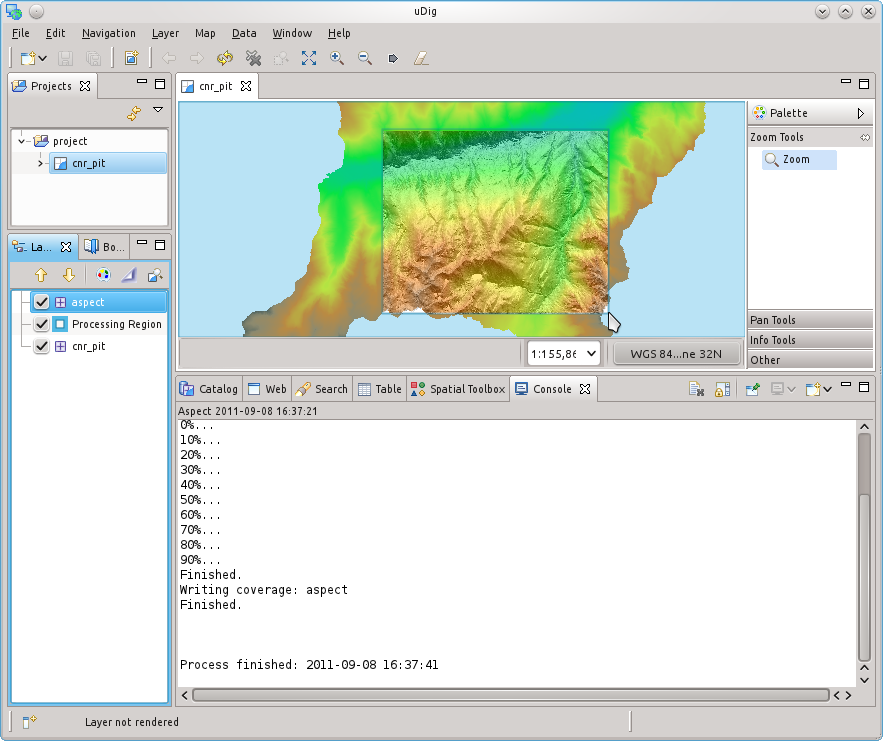 uDig
File Edit Navigation Layer Map Data Window Help
Projects
project
cnr_pit
La... Bo...
aspect
Processing Region
cnr_pit
cnr_pit
Palette
Zoom Tools
Zoom
Pan Tools
Info Tools
Other
1:155,86 WGS 84...ne 32N
Catalog Web Search Table Spatial Toolbox Console
Aspect 2011-09-08 16:37:21
0%...
10%...
20%...
30%...
40%...
50%...
60%...
70%...
80%...
90%...
Finished.
Writing coverage: aspect
Finished.
Process finished: 2011-09-08 16:37:41
Layer not rendered